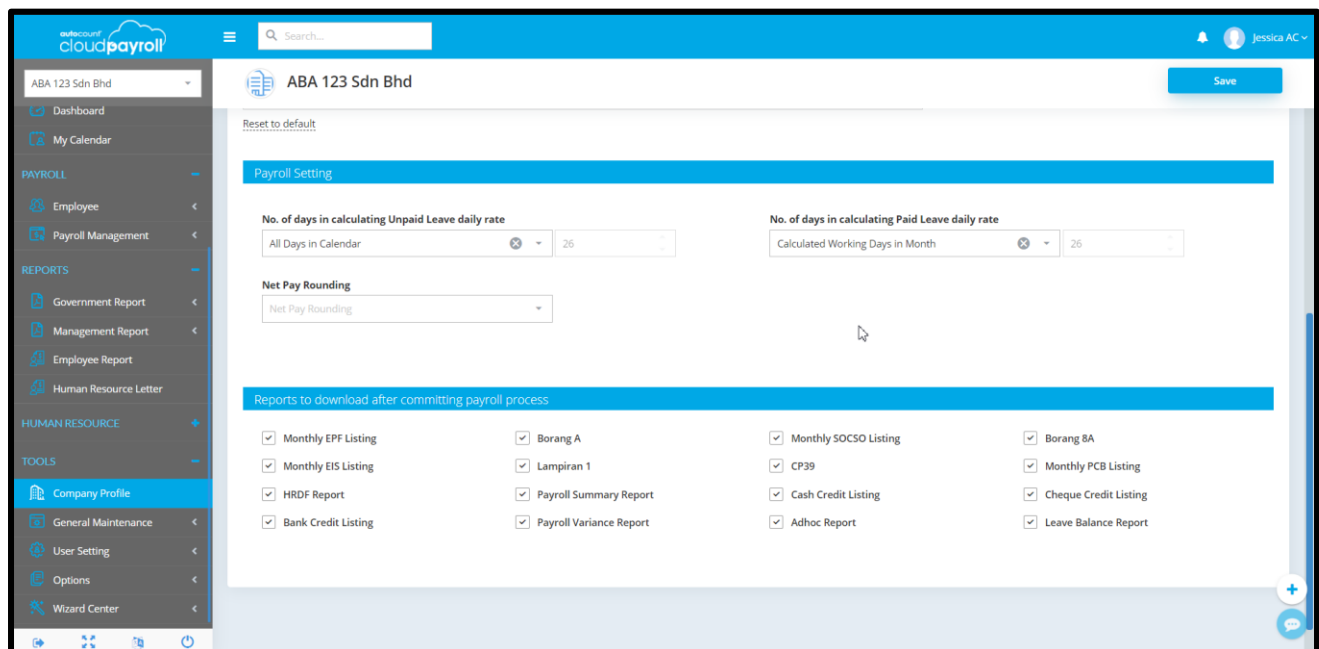 autocount
cloudpayroll
Search...
Jessica AC
ABA 123 Sdn Bhd
ABA 123 Sdn Bhd
Save
Dashboard
My Calendar
PAYROLL
Employee
Payroll Management
REPORTS
Government Report
Management Report
Employee Report
Human Resource Letter
HUMAN RESOURCE
TOOLS
Company Profile
General Maintenance
User Setting
Options
Wizard Center
Reset to default
Payroll Setting
No. of days in calculating Unpaid Leave daily rate
All Days in Calendar
26
No. of days in calculating Paid Leave daily rate
Calculated Working Days in Month
26
Net Pay Rounding
Net Pay Rounding
Reports to download after committing payroll process
Monthly EPF Listing
Borang A
Monthly SOCSO Listing
Borang 8A
Monthly EIS Listing
Lampiran 1
CP39
Monthly PCB Listing
HRDF Report
Payroll Summary Report
Cash Credit Listing
Cheque Credit Listing
Bank Credit Listing
Payroll Variance Report
Adhoc Report
Leave Balance Report